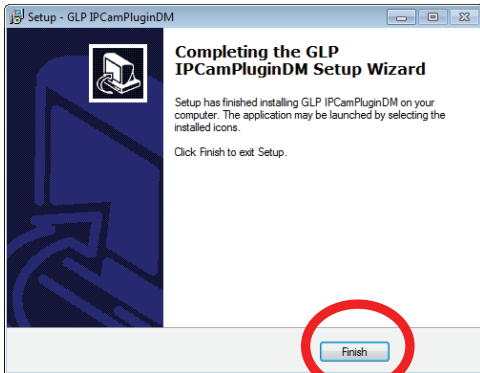 Setup - GLP IPCamPluginDM
Completing the GLP
IPCamPluginDM Setup Wizard
Setup has finished installing GLP IPCamPluginDM on your
computer. The application may be launched by selecting the
installed icons.
Click Finish to exit Setup.
Finish